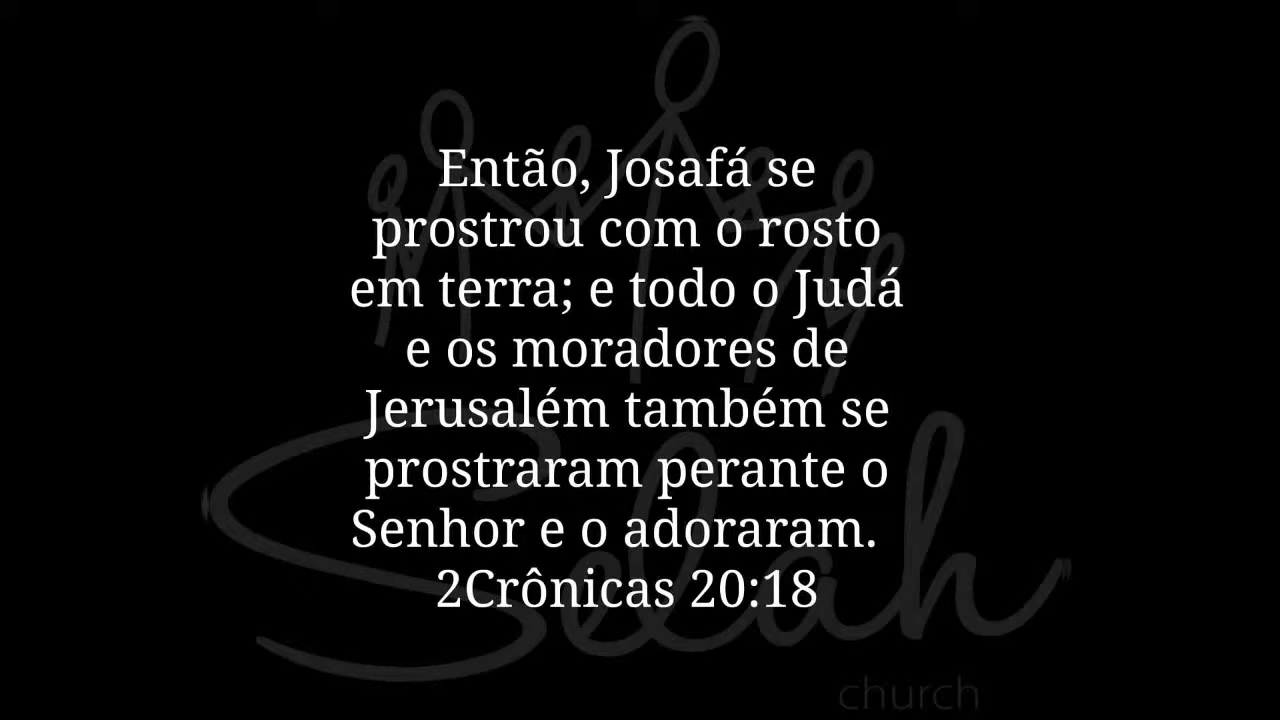 Então, Josafá se
prostrou com o rosto
em terra; e todo o Judá
e os moradores de
Jerusalém também se
prostraram perante o
Senhor e o adoraram.
2Crônicas 20:18
Selah
church